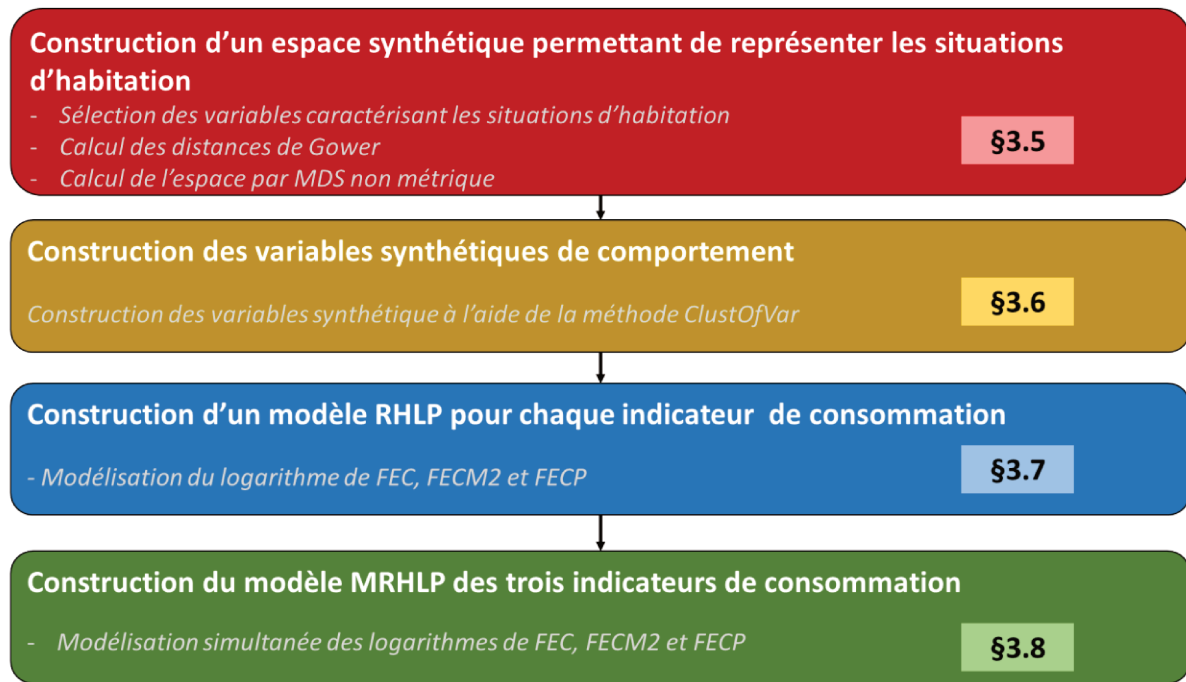 Construction d’un espace synthétique permettant de représenter les situations
d’habitation
- Sélection des variables caractérisant les situations d’habitation
- Calcul des distances de Gower
- Calcul de l’espace par MDS non métrique
§3.5
Construction des variables synthétiques de comportement
Construction des variables synthétique à l’aide de la méthode ClustOfVar
§3.6
Construction d’un modèle RHLP pour chaque indicateur de consommation
- Modélisation du logarithme de FEC, FECM2 et FECP
§3.7
Construction du modèle MRHLP des trois indicateurs de consommation
- Modélisation simultanée des logarithmes de FEC, FECM2 et FECP
§3.8